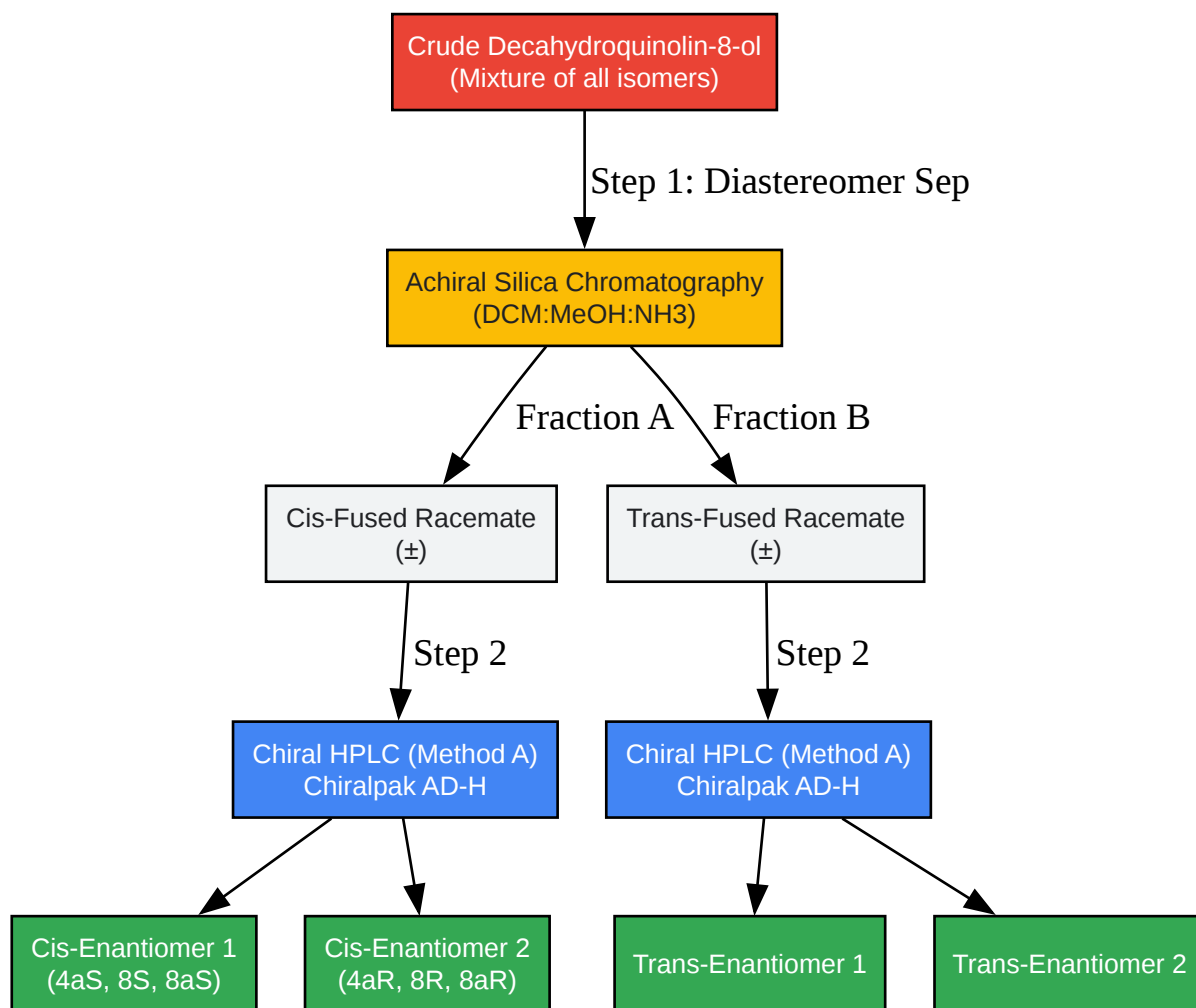 Crude Decahydroquinolin-8-ol
(Mixture of all isomers)
Step 1: Diastereomer Sep
Achiral Silica Chromatography
(DCM:MeOH:NH3)
Fraction A
Fraction B
Cis-Fused Racemate
(±)
Trans-Fused Racemate
(±)
Step 2
Step 2
Chiral HPLC (Method A)
Chiralpak AD-H
Chiral HPLC (Method A)
Chiralpak AD-H
Cis-Enantiomer 1
(4aS, 8S, 8aS)
Cis-Enantiomer 2
(4aR, 8R, 8aR)
Trans-Enantiomer 1
Trans-Enantiomer 2